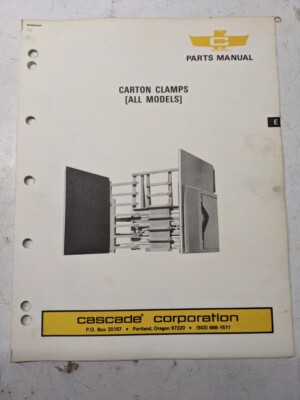 C
PARTS MANUAL
CARTON CLAMPS
[ALL MODELS]
E
cascade® corporation
P.O. Box 20187 • Portland, Oregon 97220 • (503) 666-1511